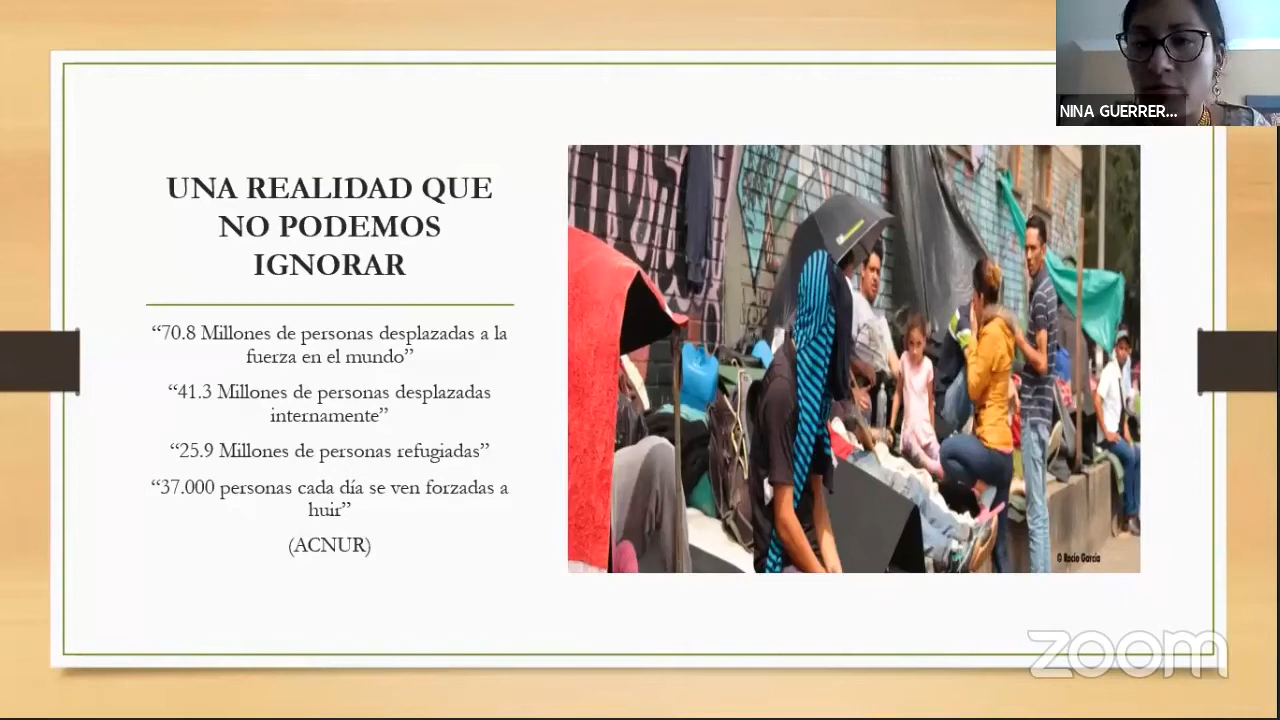 NINA GUERRER...
UNA REALIDAD QUE
NO PODEMOS
IGNORAR
“70.8 Millones de personas desplazadas a la
fuerza en el mundo”
“41.3 Millones de personas desplazadas
internamente”
“25.9 Millones de personas refugiadas”
“37.000 personas cada día se ven forzadas a
huir”
(ACNUR)
© Rocio Garcia
zoom